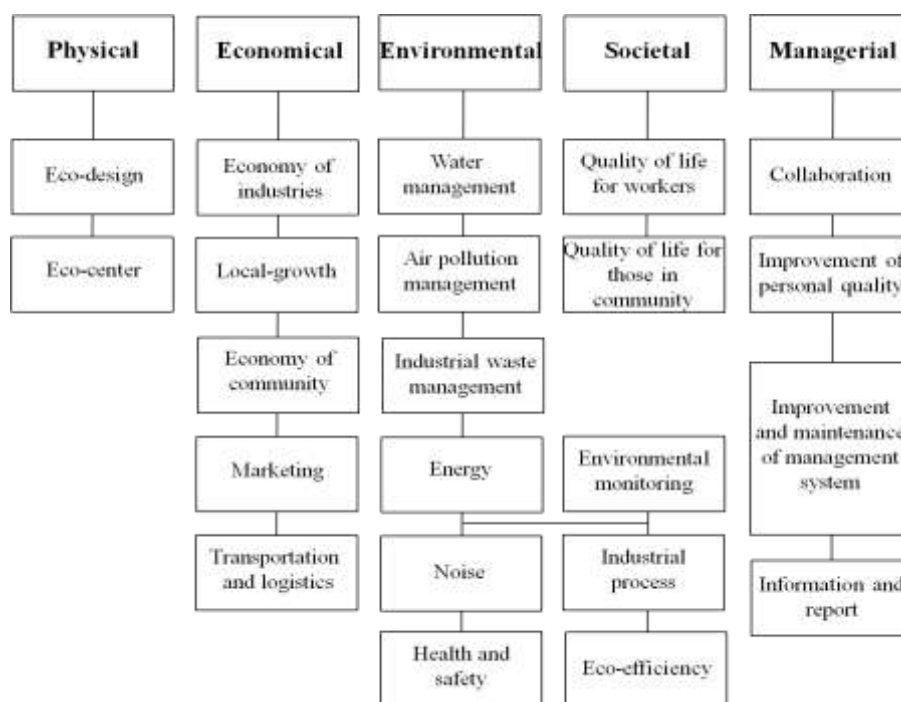 Physical
Economical
Environmental
Societal
Managerial
Eco-design
Economy of
industries
Water
management
Quality of life
for workers
Collaboration
Eco-center
Local-growth
Air pollution
management
Quality of life for
those in
community
Improvement of
personal quality
Economy of
community
Industrial waste
management
Improvement
and maintenance
of management
system
Marketing
Energy
Environmental
monitoring
Transportation
and logistics
Noise
Industrial
process
Information and
report
Health and
safety
Eco-efficiency